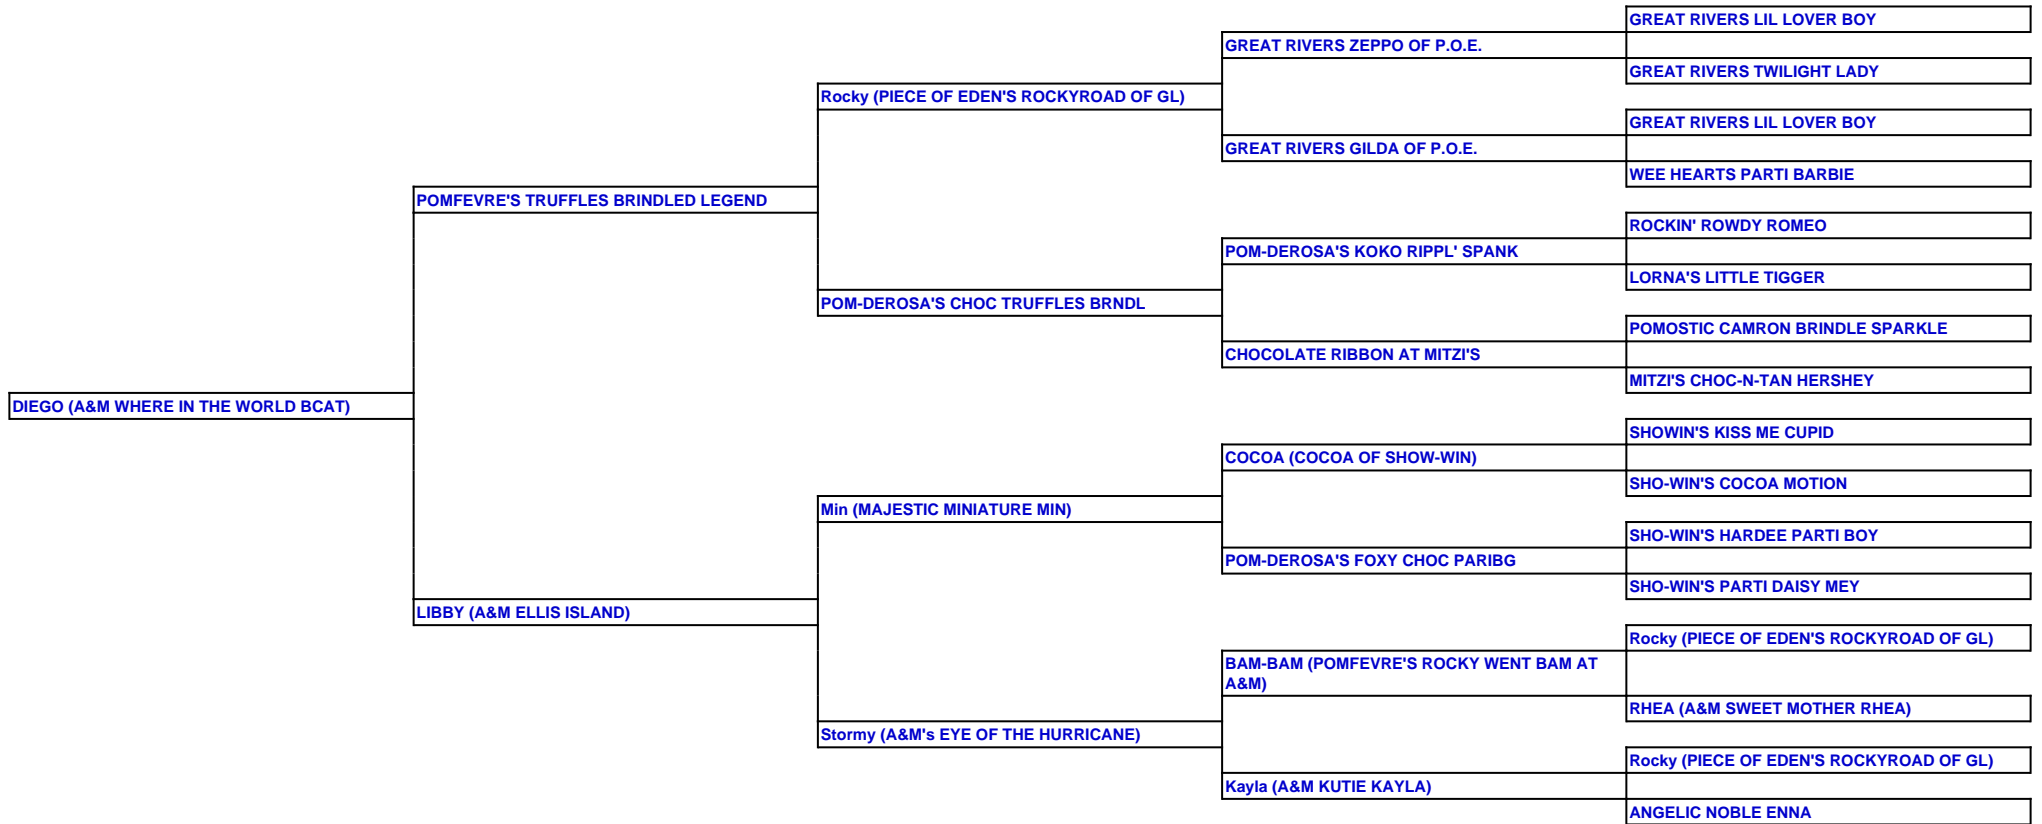 GREAT RIVERS LIL LOVER BOY
GREAT RIVERS ZEPPO OF P.O.E.
GREAT RIVERS TWILIGHT LADY
Rocky (PIECE OF EDEN'S ROCKYROAD OF GL)
GREAT RIVERS LIL LOVER BOY
GREAT RIVERS GILDA OF P.O.E.
WEE HEARTS PARTI BARBIE
POMFEVRE'S TRUFFLES BRINDLED LEGEND
ROCKIN' ROWDY ROMEO
POM-DEROSA'S KOKO RIPPL' SPANK
LORNA'S LITTLE TIGGER
POM-DEROSA'S CHOC TRUFFLES BRNDL
POMOSTIC CAMRON BRINDLE SPARKLE
CHOCOLATE RIBBON AT MITZI'S
MITZI'S CHOC-N-TAN HERSHEY
DIEGO (A&M WHERE IN THE WORLD BCAT)
SHOWIN'S KISS ME CUPID
COCOA (COCOA OF SHOW-WIN)
SHO-WIN'S COCOA MOTION
Min (MAJESTIC MINIATURE MIN)
SHO-WIN'S HARDEE PARTI BOY
POM-DEROSA'S FOXY CHOC PARIBG
SHO-WIN'S PARTI DAISY MEY
LIBBY (A&M ELLIS ISLAND)
Rocky (PIECE OF EDEN'S ROCKYROAD OF GL)
BAM-BAM (POMFEVRE'S ROCKY WENT BAM AT
A&M)
RHEA (A&M SWEET MOTHER RHEA)
Stormy (A&M's EYE OF THE HURRICANE)
Rocky (PIECE OF EDEN'S ROCKYROAD OF GL)
Kayla (A&M KUTIE KAYLA)
ANGELIC NOBLE ENNA